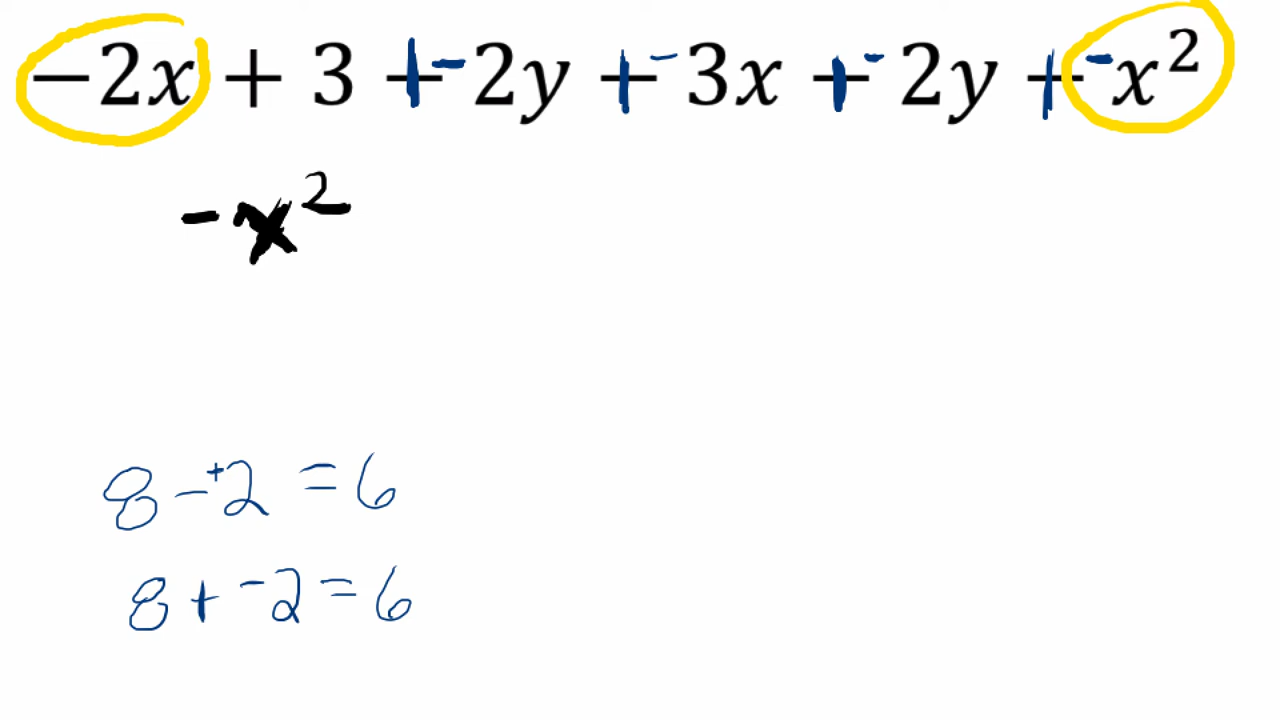 −2x + 3 + -2y + -3x + -2y + -x²
-x²
8 - +2 = 6
8 + -2 = 6